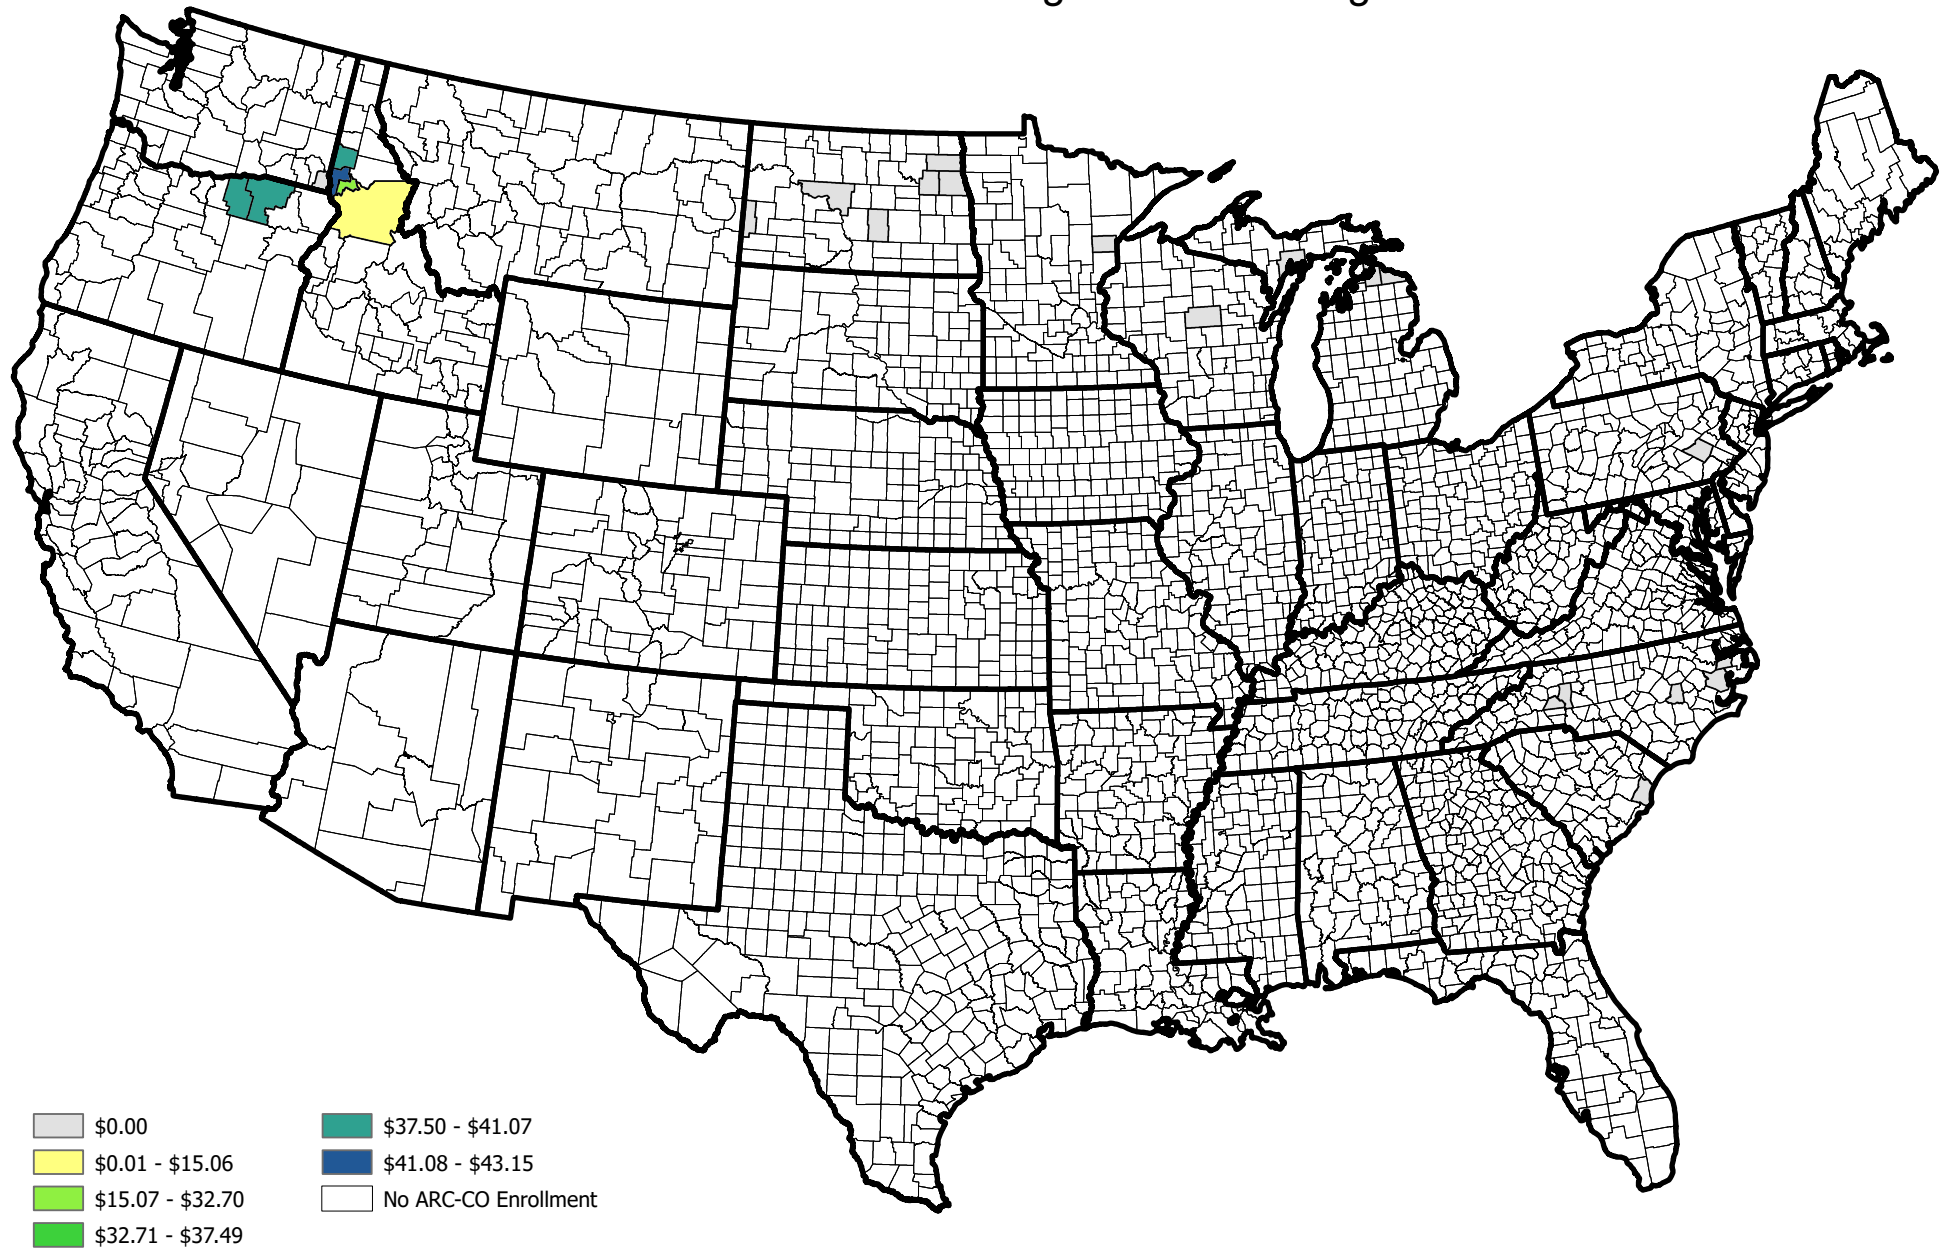 $0.00
$0.01 - $15.06
$15.07 - $32.70
$32.71 - $37.49
$37.50 - $41.07
$41.08 - $43.15
No ARC-CO Enrollment